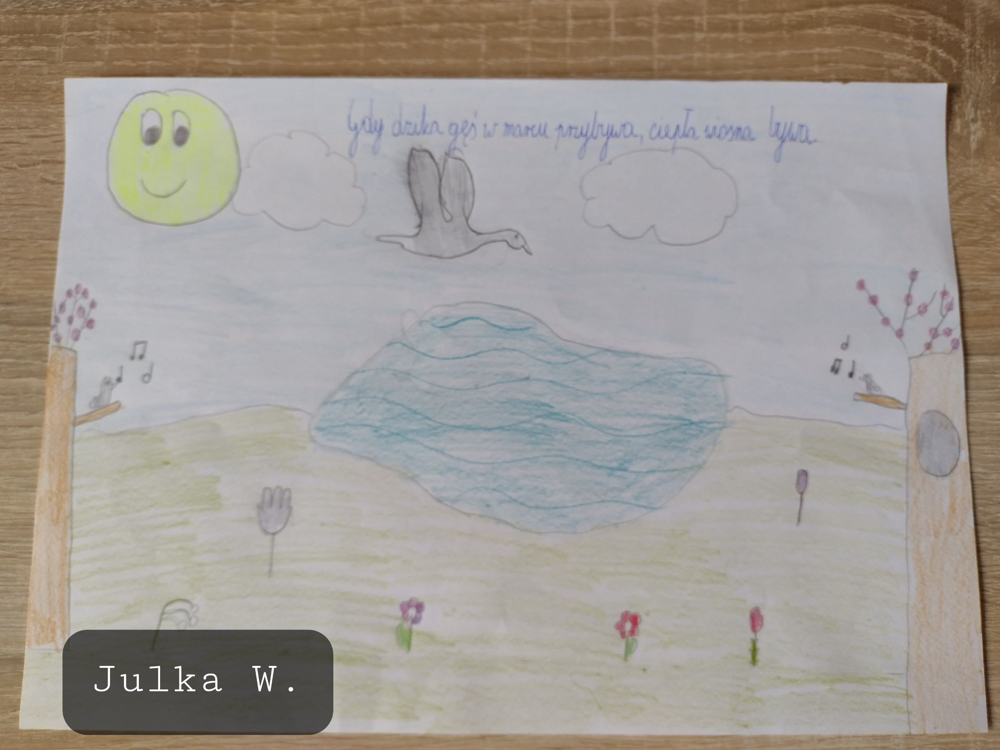 Gdy dzika gęś w marcu przybywa, ciepła wiosna bywa.
Julka W.